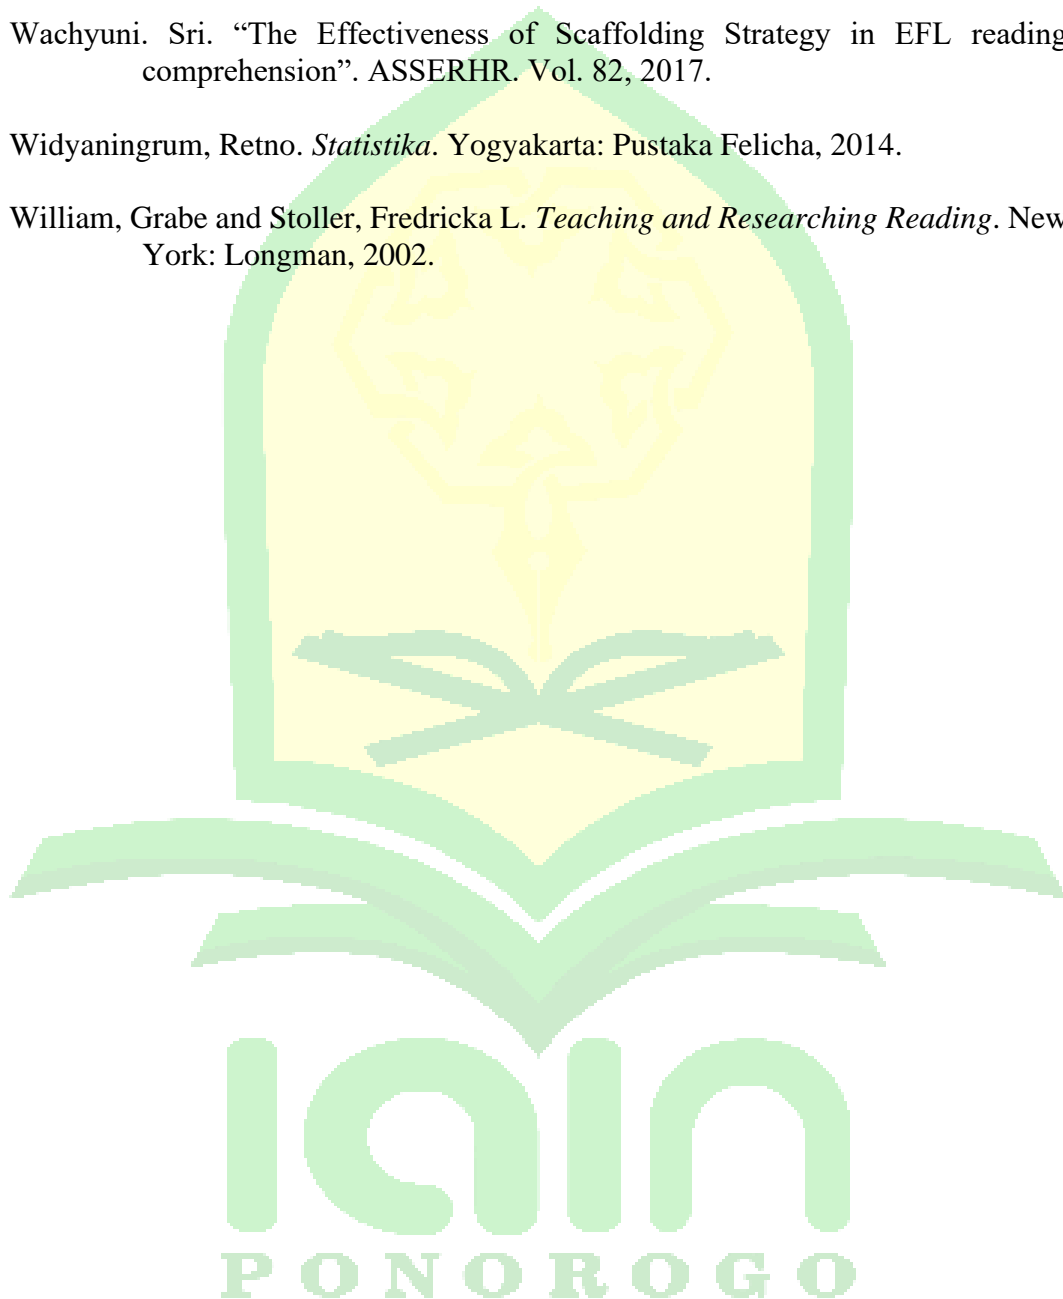 Wachyuni. Sri. “The Effectiveness of Scaffolding Strategy in EFL reading
comprehension”. ASSERHR. Vol. 82, 2017.
Widyaningrum, Retno. Statistika. Yogyakarta: Pustaka Felicha, 2014.
William, Grabe and Stoller, Fredricka L. Teaching and Researching Reading. New
York: Longman, 2002.
iain
PONOROGO